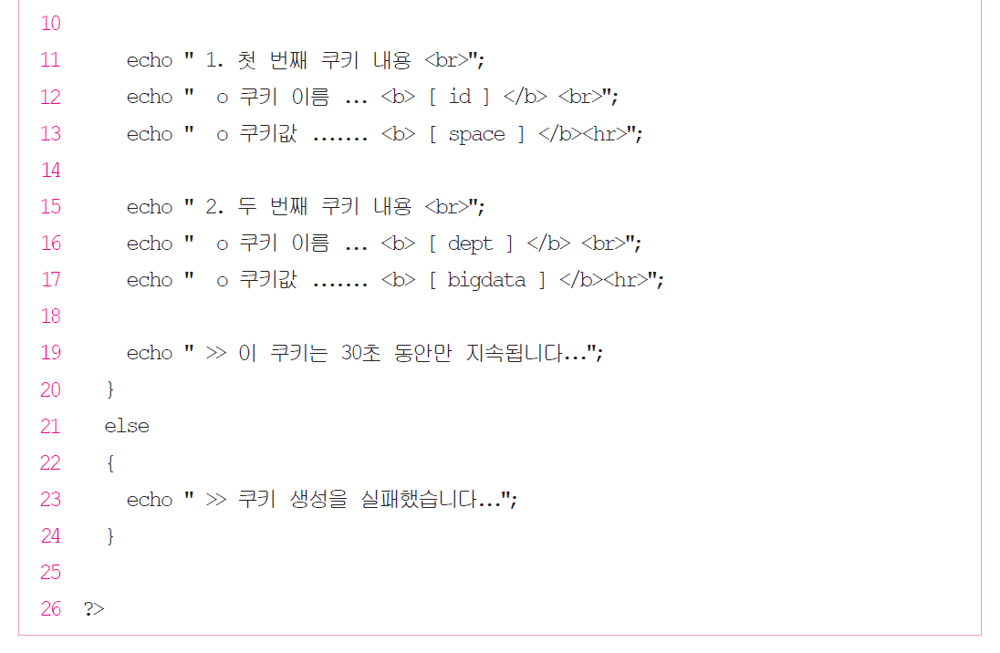 10
11 echo " 1. 첫 번째 쿠키 내용 <br>";
12 echo "  o 쿠키 이름 ... <b> [ id ] </b> <br>";
13 echo "  o 쿠키값 ....... <b> [ space ] </b><hr>";
14
15 echo " 2. 두 번째 쿠키 내용 <br>";
16 echo "  o 쿠키 이름 ... <b> [ dept ] </b> <br>";
17 echo "  o 쿠키값 ....... <b> [ bigdata ] </b><hr>";
18
19 echo " >> 이 쿠키는 30초 동안만 지속됩니다...";
20 }
21 else
22 {
23 echo " >> 쿠키 생성을 실패했습니다...";
24 }
25
26 ?>